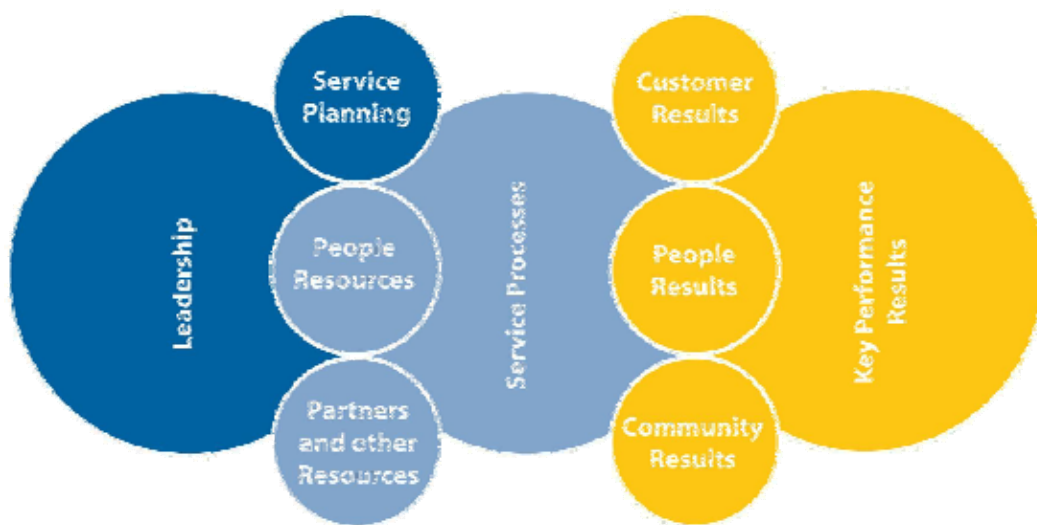 Leadership
Service
Planning
People
Resources
Partners
and other
Resources
Service Processes
Customer
Results
People
Results
Community
Results
Key Performance
Results